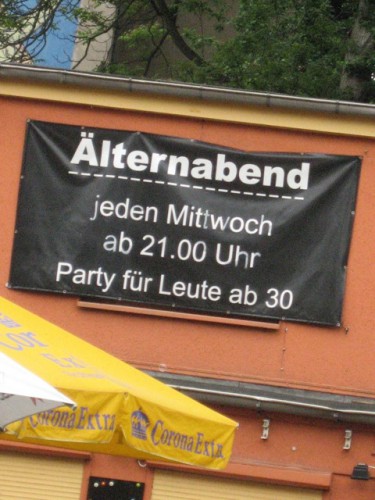 Älternabend
jeden Mittwoch
ab 21.00 Uhr
Party für Leute ab 30
Corona Extra
Corona Extra